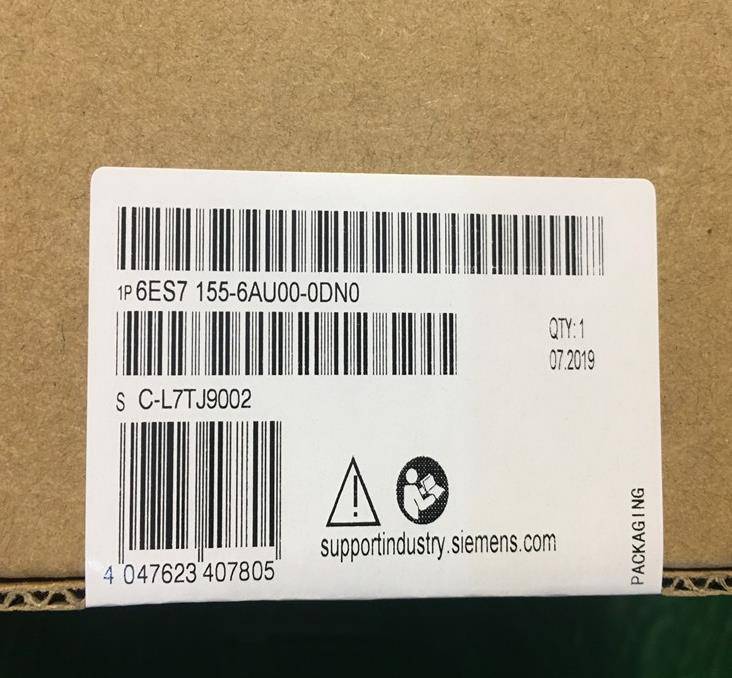 1P 6ES7 155-6AU00-0DN0
QTY: 1
07.2019
S C-L7TJ9002
supportindustry.siemens.com
4 047623 407805
PACKAGING